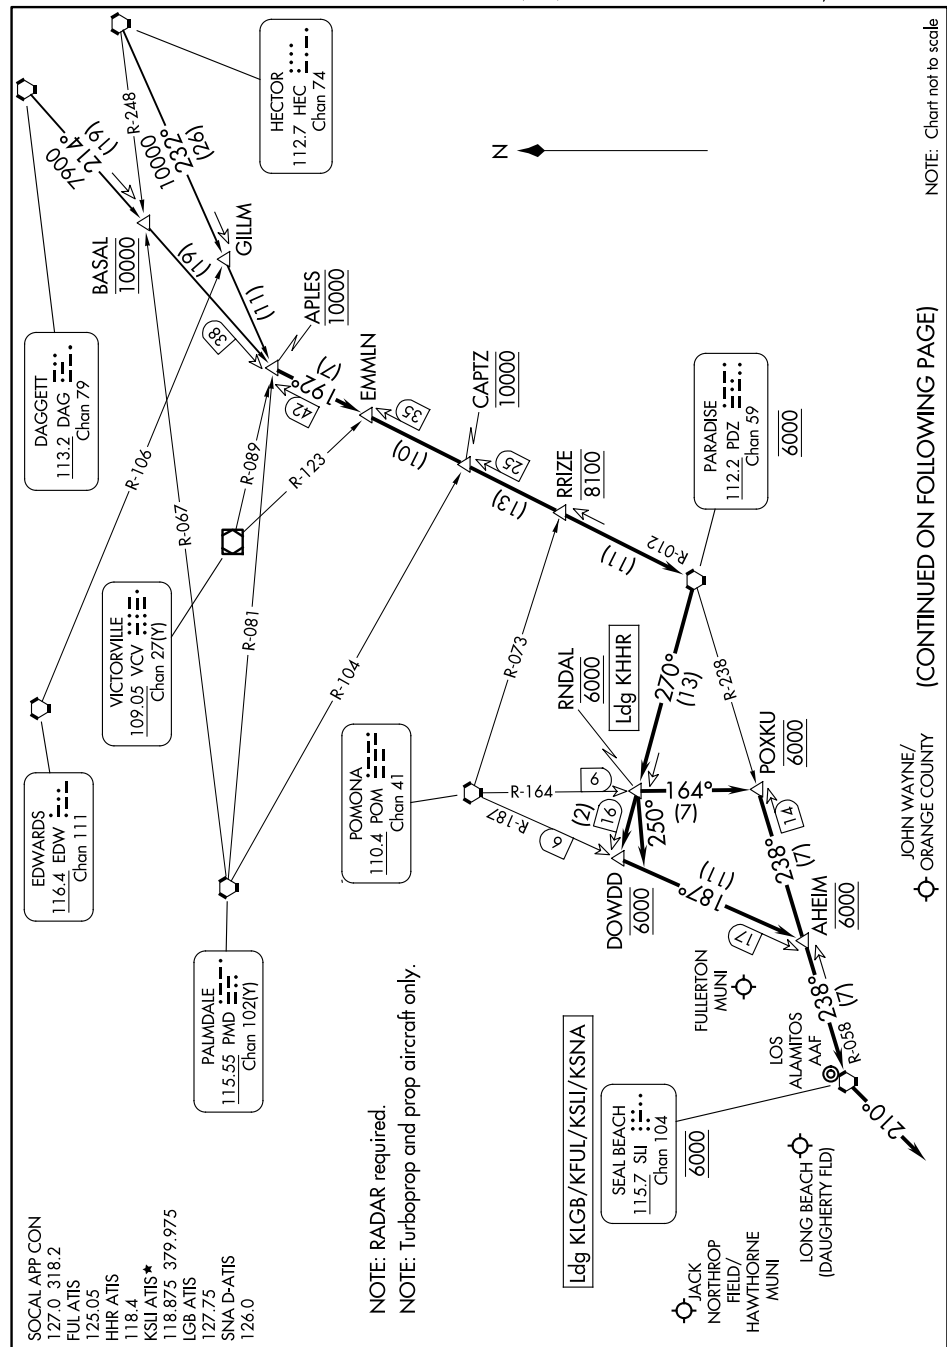 SOCAL APP CON
127.0 318.2
FUL ATIS
125.05
HHR ATIS
118.4
KSLI ATIS★
118.875 379.975
LGB ATIS
127.75
SNA D-ATIS
126.0
NOTE: RADAR required.
NOTE: Turboprop and prop aircraft only.
PALMDALE
115.55 PMD
Chan 102(Y)
EDWARDS
116.4 EDW
Chan 111
VICTORVILLE
109.05 VCV
Chan 27(Y)
DAGGETT
113.2 DAG
Chan 79
HECTOR
112.7 HEC
Chan 74
7900
214°
(19)
R-248
10000
232°
(26)
BASAL
10000
GILLM
(19)
(11)
R-106
R-067
38
APLES
10000
R-089
42
192°
(7)
R-081
R-123
EMMLN
35
(10)
CAPTZ
10000
R-104
25
(13)
RRIZE
8100
R-073
(11)
R-012
N
POMONA
110.4 POM
Chan 41
PARADISE
112.2 PDZ
Chan 59
6000
RNDAL
6000
Ldg KHHR
270°
(13)
R-238
R-164
9
R-187
9
(2)
16
250°
164°
(7)
DOWDD
6000
POXKU
6000
14
238°
(7)
187°
(11)
17
AHEIM
6000
238°
(7)
R-058
210°
FULLERTON
MUNI
LOS
ALAMITOS
AAF
Ldg KLGB/KFUL/KSLI/KSNA
SEAL BEACH
115.7 SLI
Chan 104
6000
JACK
NORTHROP
FIELD/
HAWTHORNE
MUNI
LONG BEACH
(DAUGHERTY FLD)
JOHN WAYNE/
ORANGE COUNTY
(CONTINUED ON FOLLOWING PAGE)
NOTE: Chart not to scale